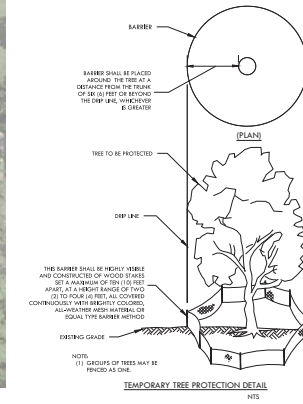 BARRIER
BARRIER SHALL BE PLACED
AROUND THE TREE AT A
DISTANCE FROM THE TRUNK
OF SIX (6) FEET OR BEYOND
THE DRIP LINE, WHICHEVER
IS GREATER
(PLAN)
TREE TO BE PROTECTED
DRIP LINE
THIS BARRIER SHALL BE HIGHLY VISIBLE
AND CONSTRUCTED OF WOOD STAKES
SET A MAXIMUM OF TEN (10) FEET
APART, AT A HEIGHT RANGE OF TWO
(2) TO FOUR (4) FEET, ALL COVERED
CONTINUOUSLY WITH BRIGHTLY COLORED,
ALL-WEATHER MESH MATERIAL OR
EQUAL TYPE BARRIER METHOD
EXISTING GRADE
NOTE:
(1) GROUPS OF TREES MAY BE
FENCED AS ONE.
TEMPORARY TREE PROTECTION DETAIL
NTS